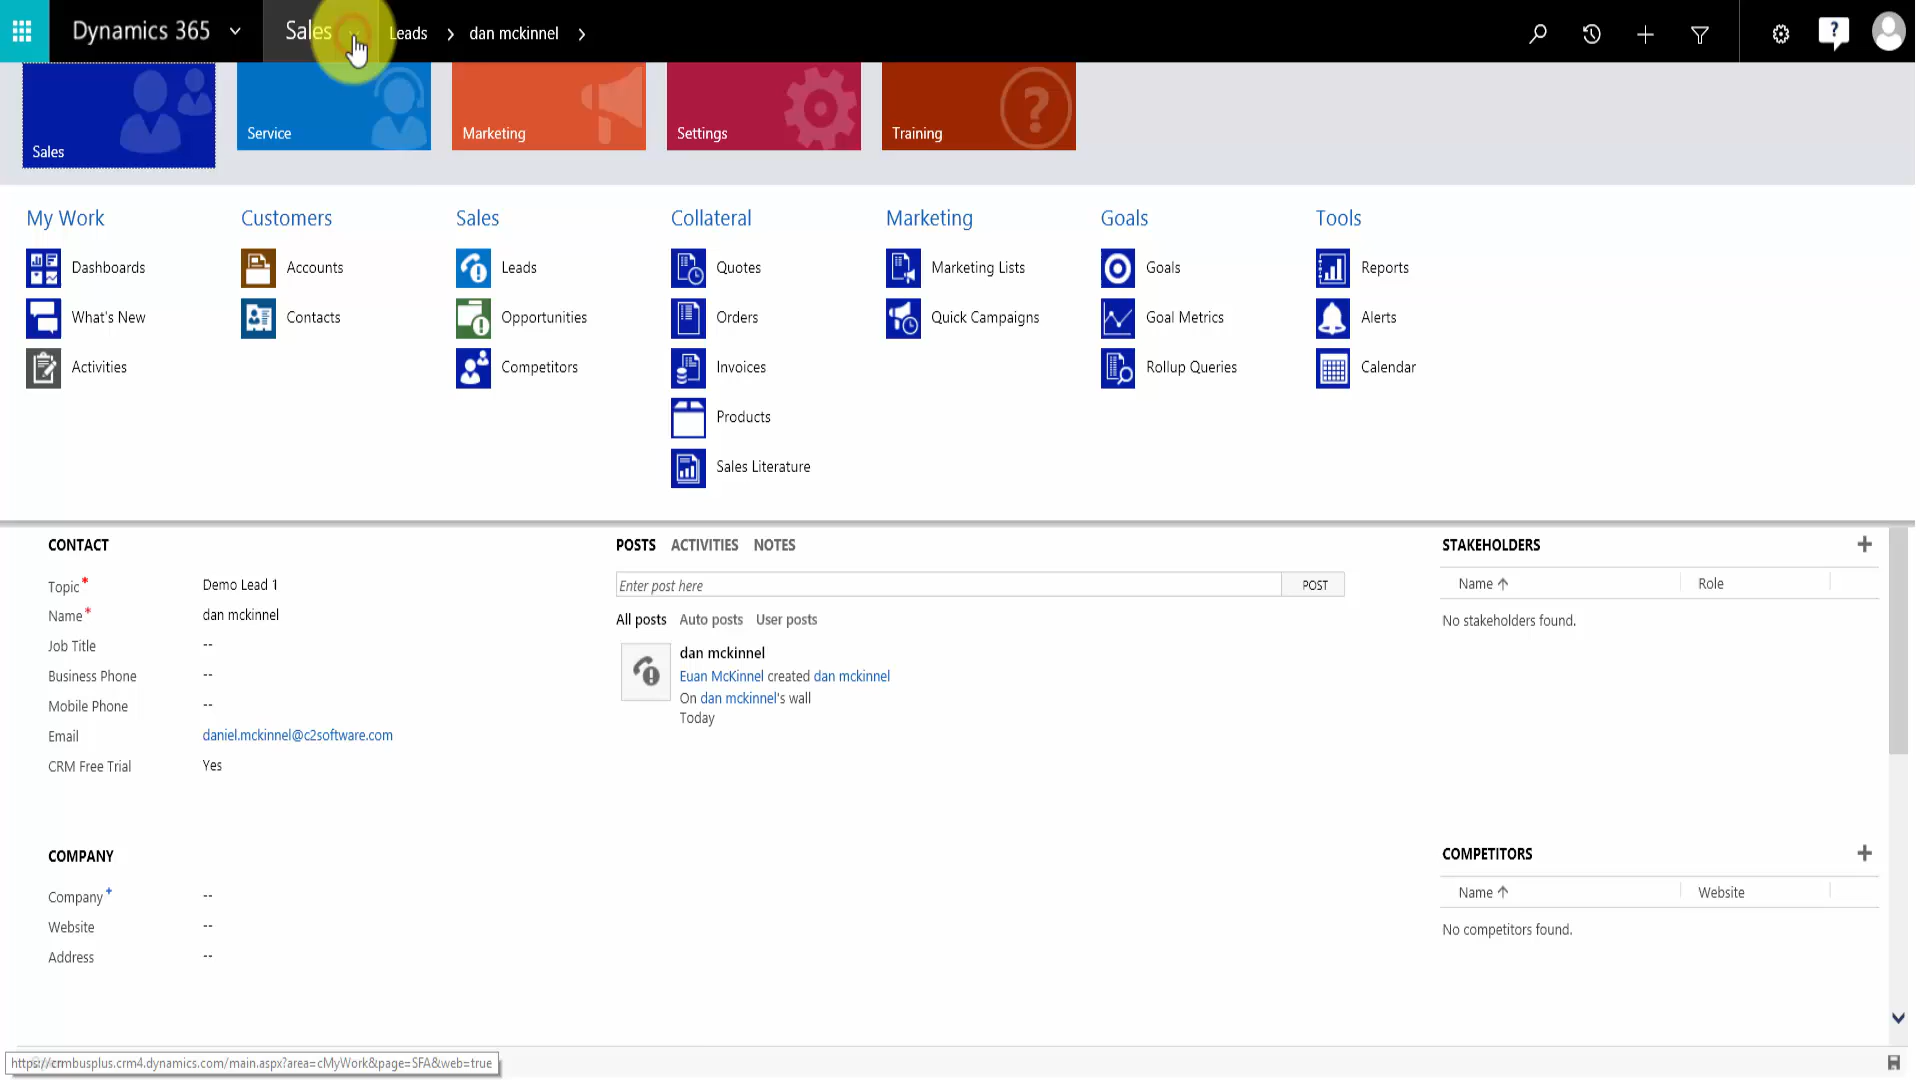 Dynamics 365
Sales
Leads
dan mckinnel
Sales
Service
Marketing
Settings
Training
My Work
Dashboards
What's New
Activities
Customers
Accounts
Contacts
Sales
Leads
Opportunities
Competitors
Collateral
Quotes
Orders
Invoices
Products
Sales Literature
Marketing
Marketing Lists
Quick Campaigns
Goals
Goals
Goal Metrics
Rollup Queries
Tools
Reports
Alerts
Calendar
CONTACT
Topic* Demo Lead 1
Name* dan mckinnel
Job Title --
Business Phone --
Mobile Phone --
Email daniel.mckinnel@c2software.com
CRM Free Trial Yes
COMPANY
Company+ --
Website --
Address --
POSTS ACTIVITIES NOTES
Enter post here POST
All posts Auto posts User posts
dan mckinnel
Euan McKinnel created dan mckinnel
On dan mckinnel's wall
Today
STAKEHOLDERS
Name Role
No stakeholders found.
COMPETITORS
Name Website
No competitors found.
https://crmbusplus.crm4.dynamics.com/main.aspx?area=cMyWork&page=SFA&web=true